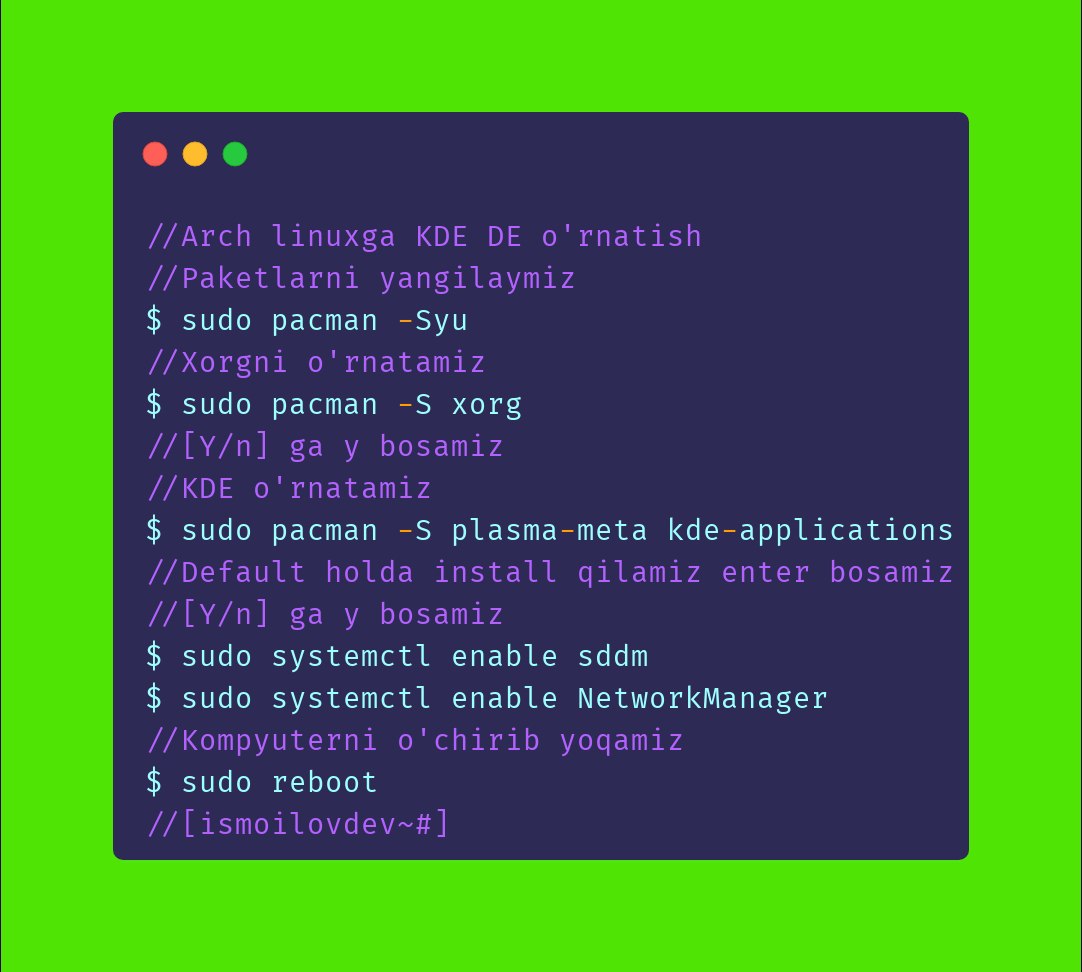 //Arch linuxga KDE DE o'rnatish
//Paketlarni yangilaymiz
$ sudo pacman -Syu
//Xorgni o'rnatamiz
$ sudo pacman -S xorg
//[Y/n] ga y bosamiz
//KDE o'rnatamiz
$ sudo pacman -S plasma-meta kde-applications
//Default holda install qilamiz enter bosamiz
//[Y/n] ga y bosamiz
$ sudo systemctl enable sddm
$ sudo systemctl enable NetworkManager
//Kompyuterni o'chirib yoqamiz
$ sudo reboot
//[ismoilovdev~#]